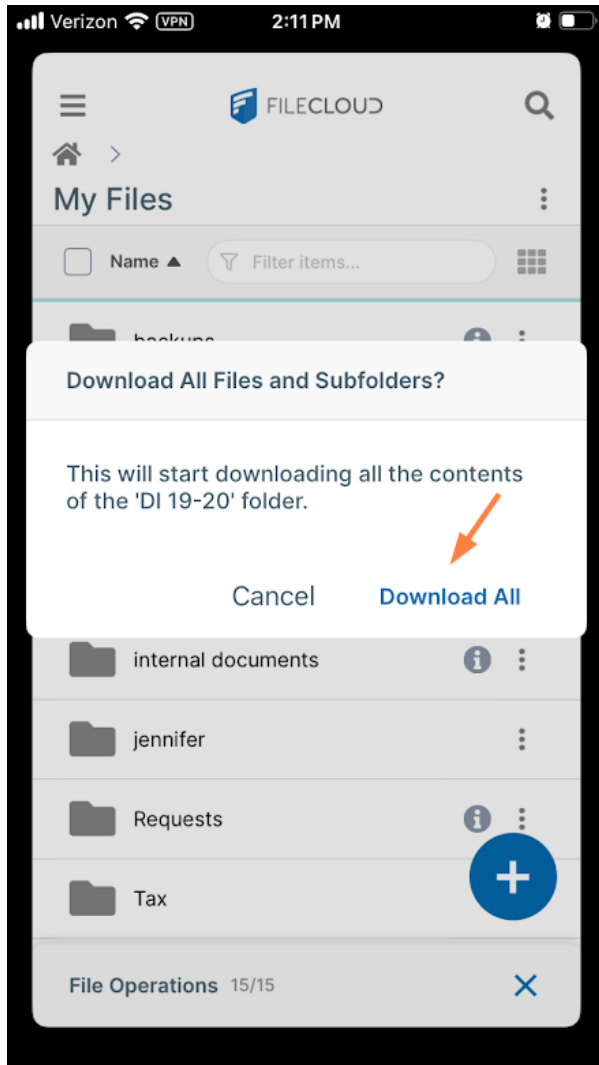 Verizon VPN 2:11 PM
FILECLOUD
My Files
Name Filter items...
backups
Download All Files and Subfolders?
This will start downloading all the contents
of the 'DI 19-20' folder.
Cancel Download All
internal documents
jennifer
Requests
Tax
File Operations 15/15